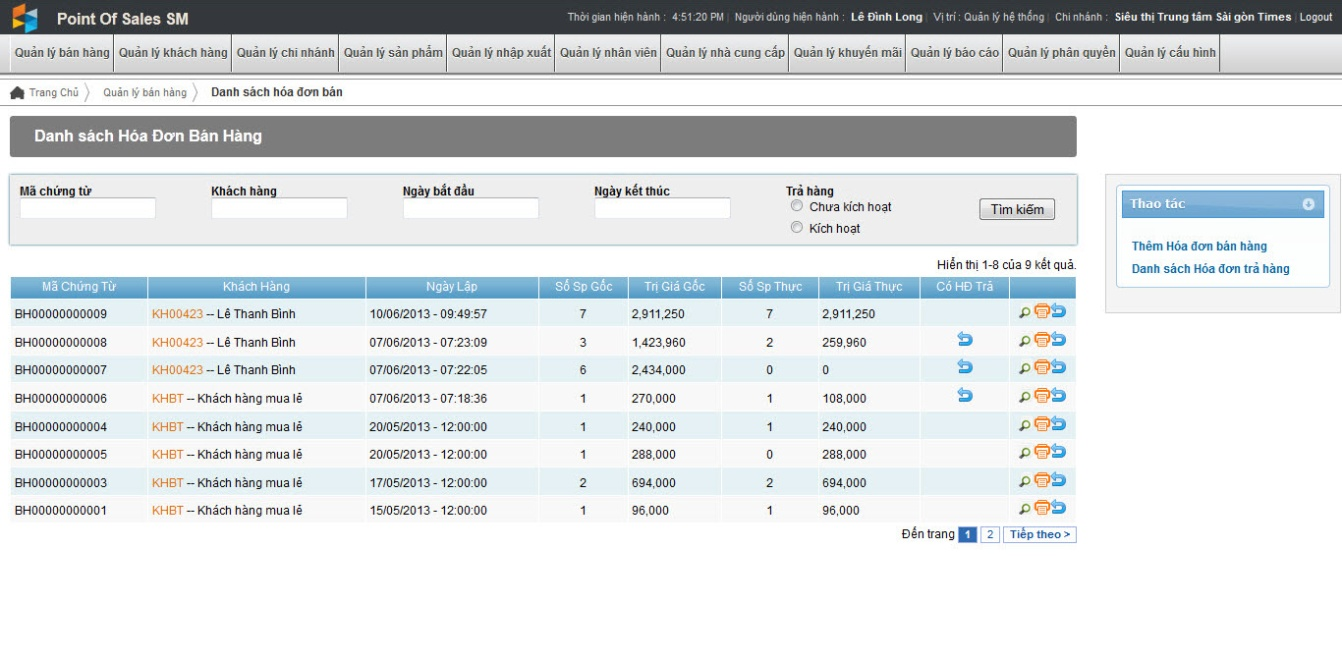 Point Of Sales SM
Thời gian hiện hành : 4:51:20 PM | Người dùng hiện hành : Lê Đình Long | Vị trí : Quản lý hệ thống | Chi nhánh : Siêu thị Trung tâm Sài gòn Times | Logout
Quản lý bán hàng Quản lý khách hàng Quản lý chi nhánh Quản lý sản phẩm Quản lý nhập xuất Quản lý nhân viên Quản lý nhà cung cấp Quản lý khuyến mãi Quản lý báo cáo Quản lý phân quyền Quản lý cấu hình
Trang Chủ Quản lý bán hàng Danh sách hóa đơn bán
Danh sách Hóa Đơn Bán Hàng
Mã chứng từ Khách hàng Ngày bắt đầu Ngày kết thúc Trả hàng
Chưa kích hoạt
Kích hoạt
Tìm kiếm
Thao tác
Thêm Hóa đơn bán hàng
Danh sách Hóa đơn trả hàng
Hiển thị 1-8 của 9 kết quả.
Mã Chứng Từ Khách Hàng Ngày Lập Số Sp Gốc Trị Giá Gốc Số Sp Thực Trị Giá Thực Có HĐ Trả
BH00000000009 KH00423 -- Lê Thanh Bình 10/06/2013 - 09:49:57 7 2,911,250 7 2,911,250
BH00000000008 KH00423 -- Lê Thanh Bình 07/06/2013 - 07:23:09 3 1,423,960 2 259,960
BH00000000007 KH00423 -- Lê Thanh Bình 07/06/2013 - 07:22:05 6 2,434,000 0 0
BH00000000006 KHBT -- Khách hàng mua lẻ 07/06/2013 - 07:18:36 1 270,000 1 108,000
BH00000000004 KHBT -- Khách hàng mua lẻ 20/05/2013 - 12:00:00 1 240,000 1 240,000
BH00000000005 KHBT -- Khách hàng mua lẻ 20/05/2013 - 12:00:00 1 288,000 0 288,000
BH00000000003 KHBT -- Khách hàng mua lẻ 17/05/2013 - 12:00:00 2 694,000 2 694,000
BH00000000001 KHBT -- Khách hàng mua lẻ 15/05/2013 - 12:00:00 1 96,000 1 96,000
Đến trang 1 2 Tiếp theo >